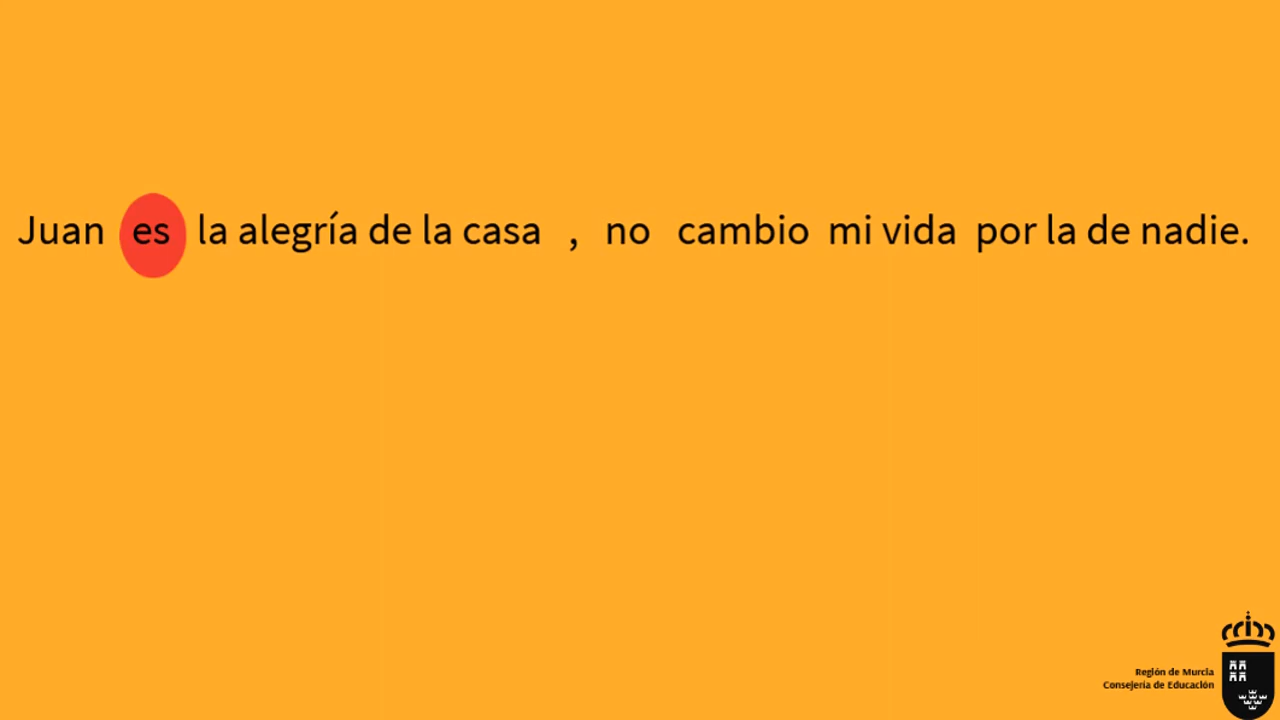 Juan es la alegría de la casa , no cambio mi vida por la de nadie.
Región de Murcia
Consejería de Educación